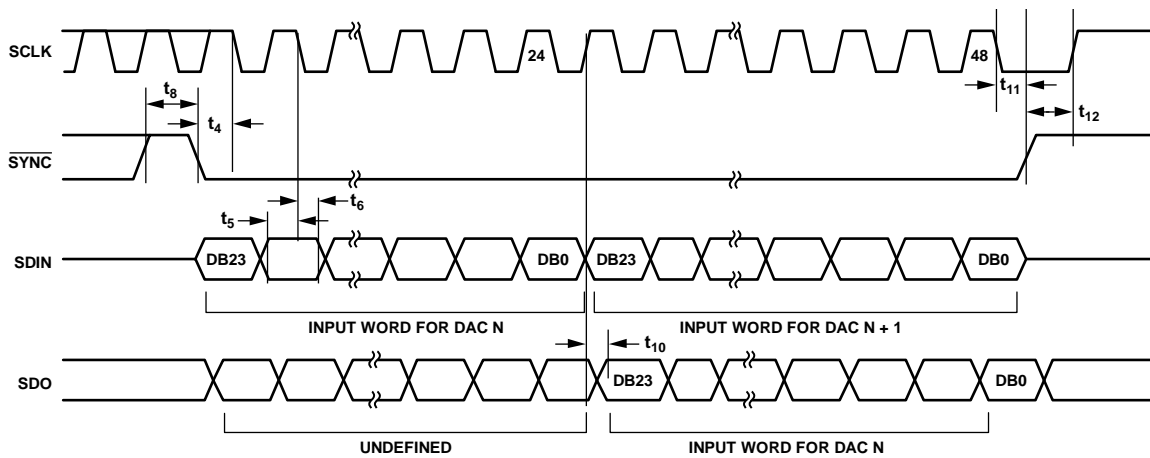 SCLK
24
48
t11
t12
t8
t4
SYNC
t5
t6
SDIN
DB23
DB0
DB23
DB0
INPUT WORD FOR DAC N
INPUT WORD FOR DAC N + 1
t10
SDO
DB23
DB0
UNDEFINED
INPUT WORD FOR DAC N